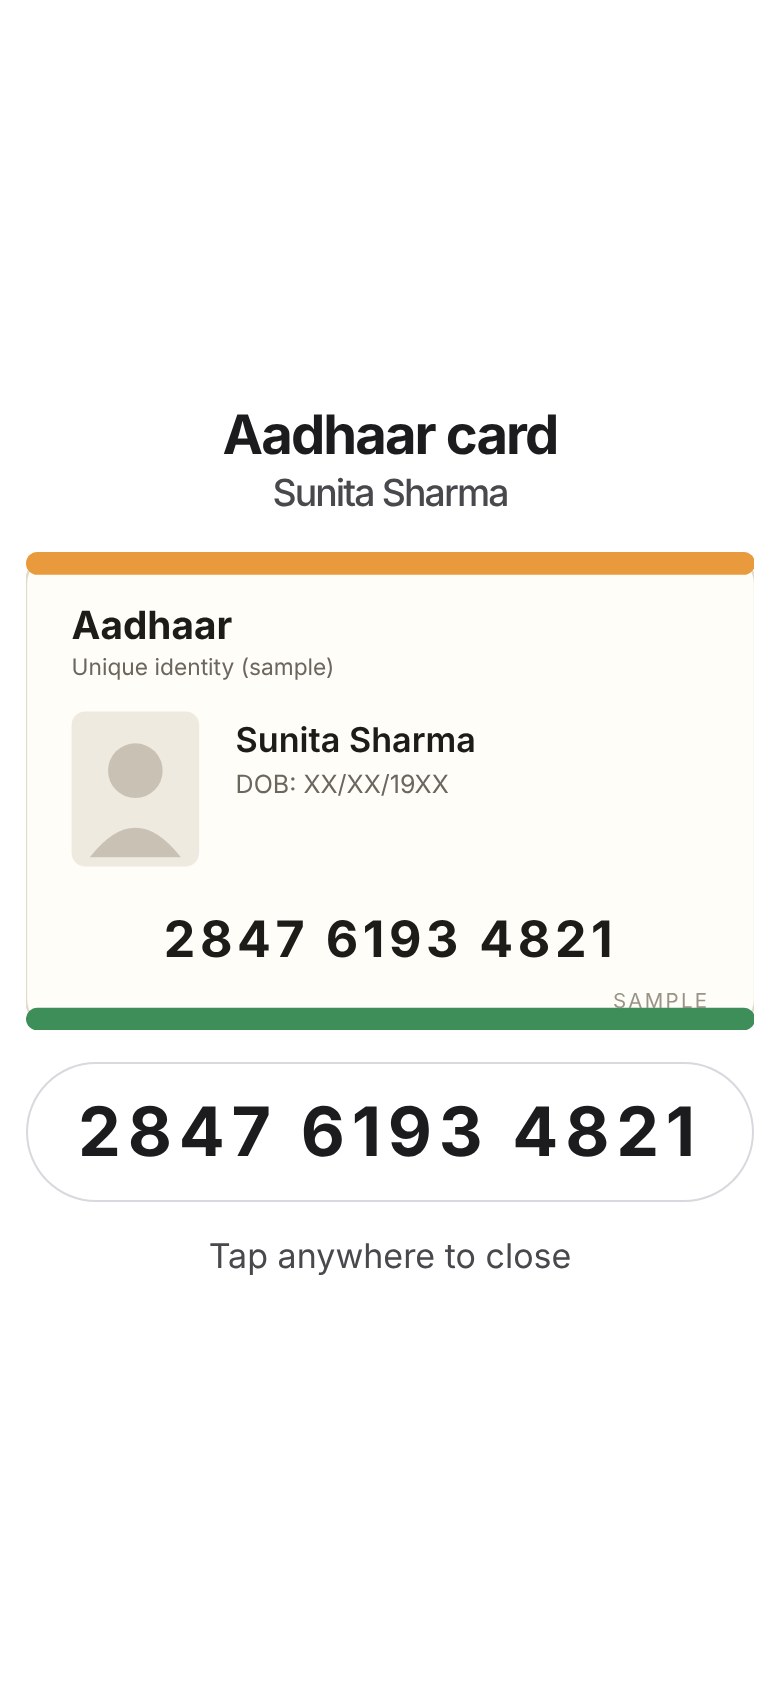 Aadhaar card
Sunita Sharma
Aadhaar
Unique identity (sample)
Sunita Sharma
DOB: XX/XX/19XX
2847 6193 4821
SAMPLE
2847 6193 4821
Tap anywhere to close